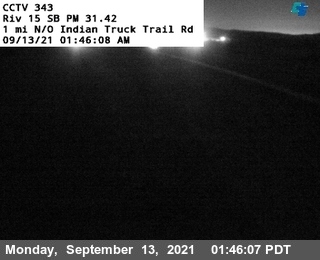 CCTV 343
Riv 15 SB PM 31.42
1 mi N/O Indian Truck Trail Rd
09/13/21 01:46:08 AM
Monday, September 13, 2021 01:46:07 PDT